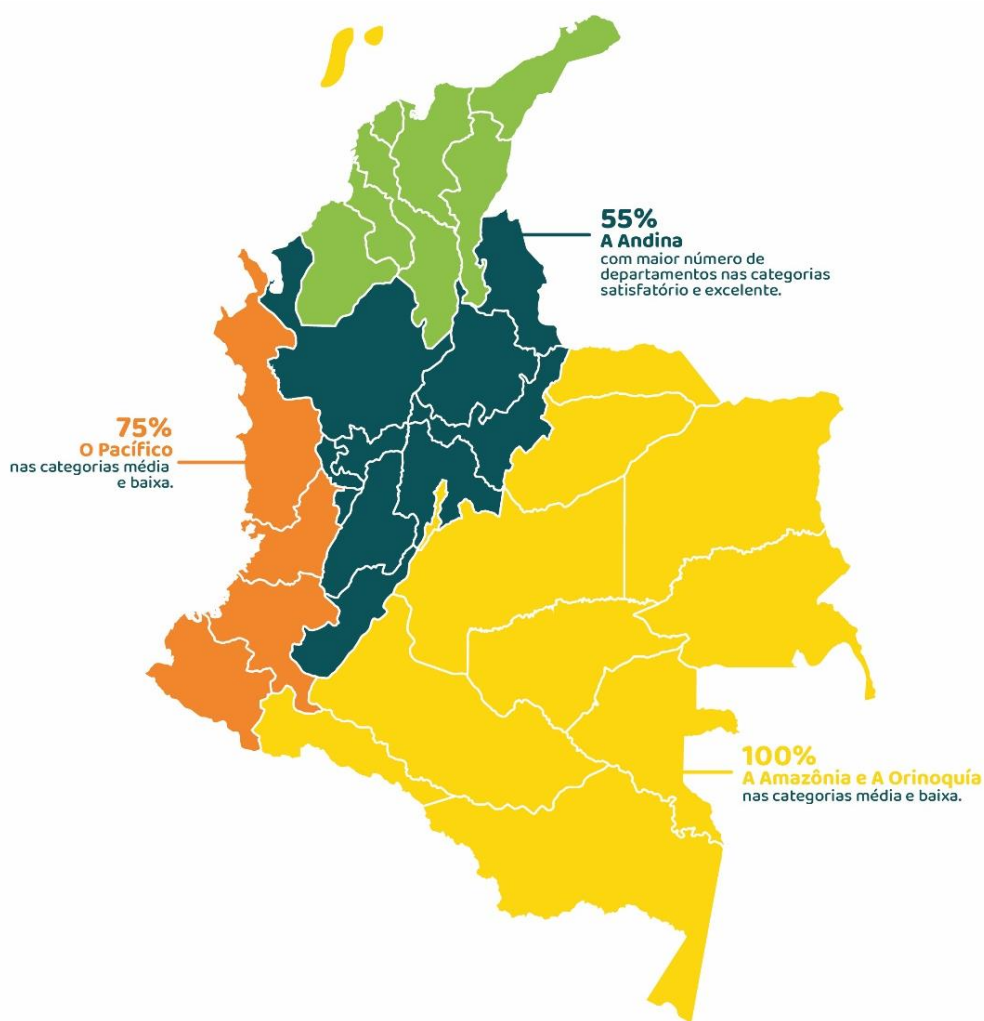 55%
A Andina
com maior número de
departamentos nas categorias
satisfatório e excelente.
75%
O Pacífico
nas categorias média
e baixa.
100%
A Amazônia e A Orinoquía
nas categorias média e baixa.